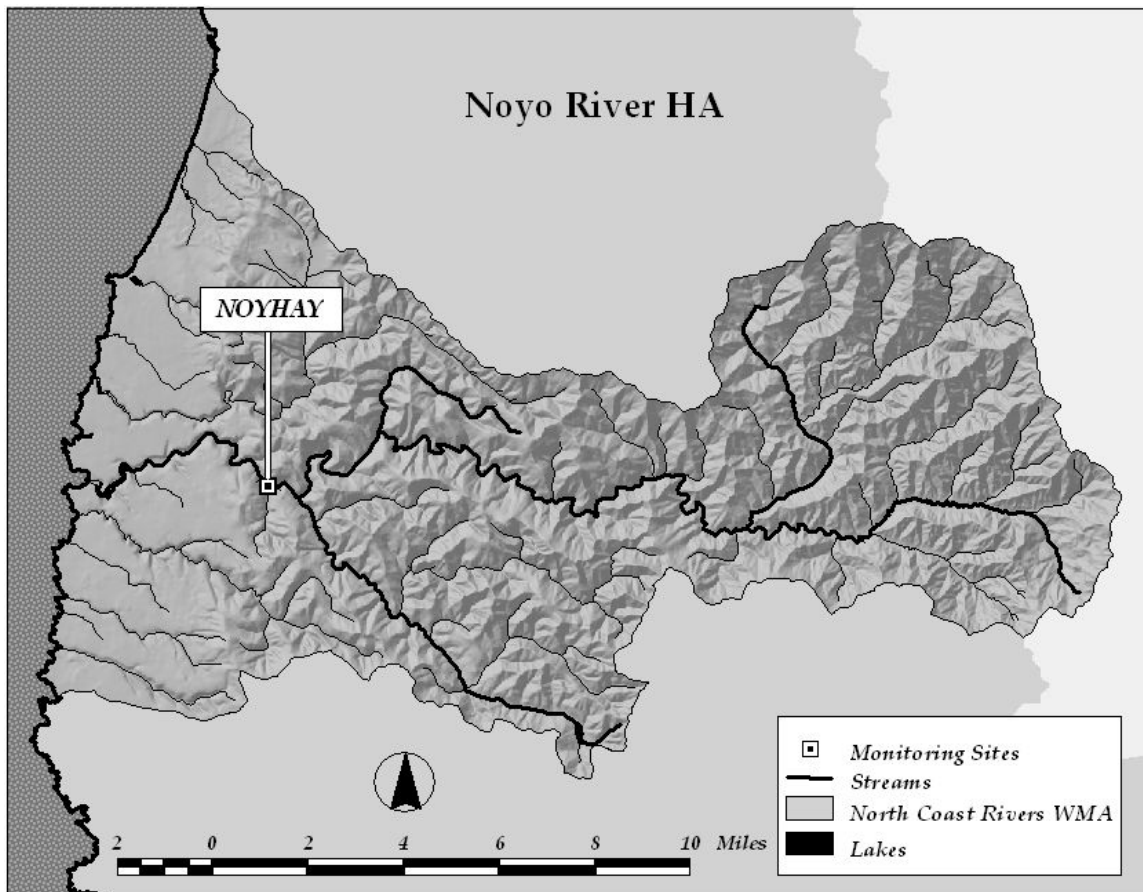 Noyo River HA
NOYHAY
Monitoring Sites
Streams
North Coast Rivers WMA
Lakes
2 0 2 4 6 8 10 Miles